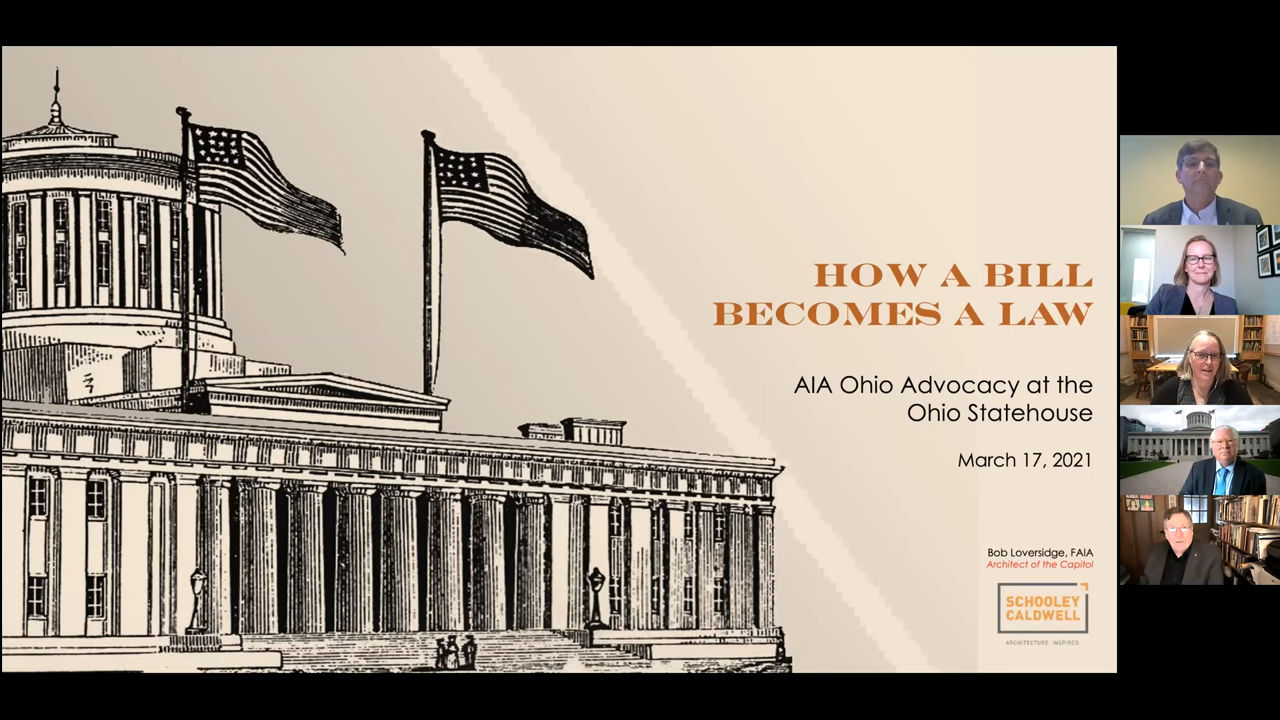 HOW A BILL
BECOMES A LAW
AIA Ohio Advocacy at the
Ohio Statehouse
March 17, 2021
Bob Loversidge, FAIA
Architect of the Capitol
SCHOOLEY
CALDWELL
ARCHITECTURE. INSPIRED.